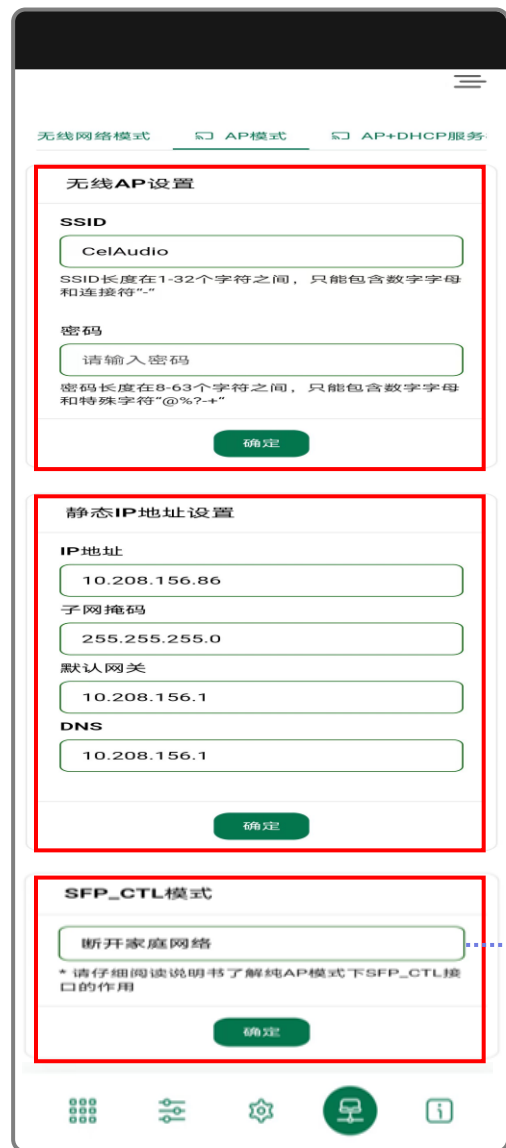 无线网络模式 AP模式 AP+DHCP服务
无线AP设置
SSID
CelAudio
SSID长度在1-32个字符之间，只能包含数字字母
和连接符"-"
密码
请输入密码
密码长度在8-63个字符之间，只能包含数字字母
和特殊字符"@%?-+"
确定
静态IP地址设置
IP地址
10.208.156.86
子网掩码
255.255.255.0
默认网关
10.208.156.1
DNS
10.208.156.1
确定
SFP_CTL模式
断开家庭网络
* 请仔细阅读说明书了解纯AP模式下SFP_CTL接
口的作用
确定